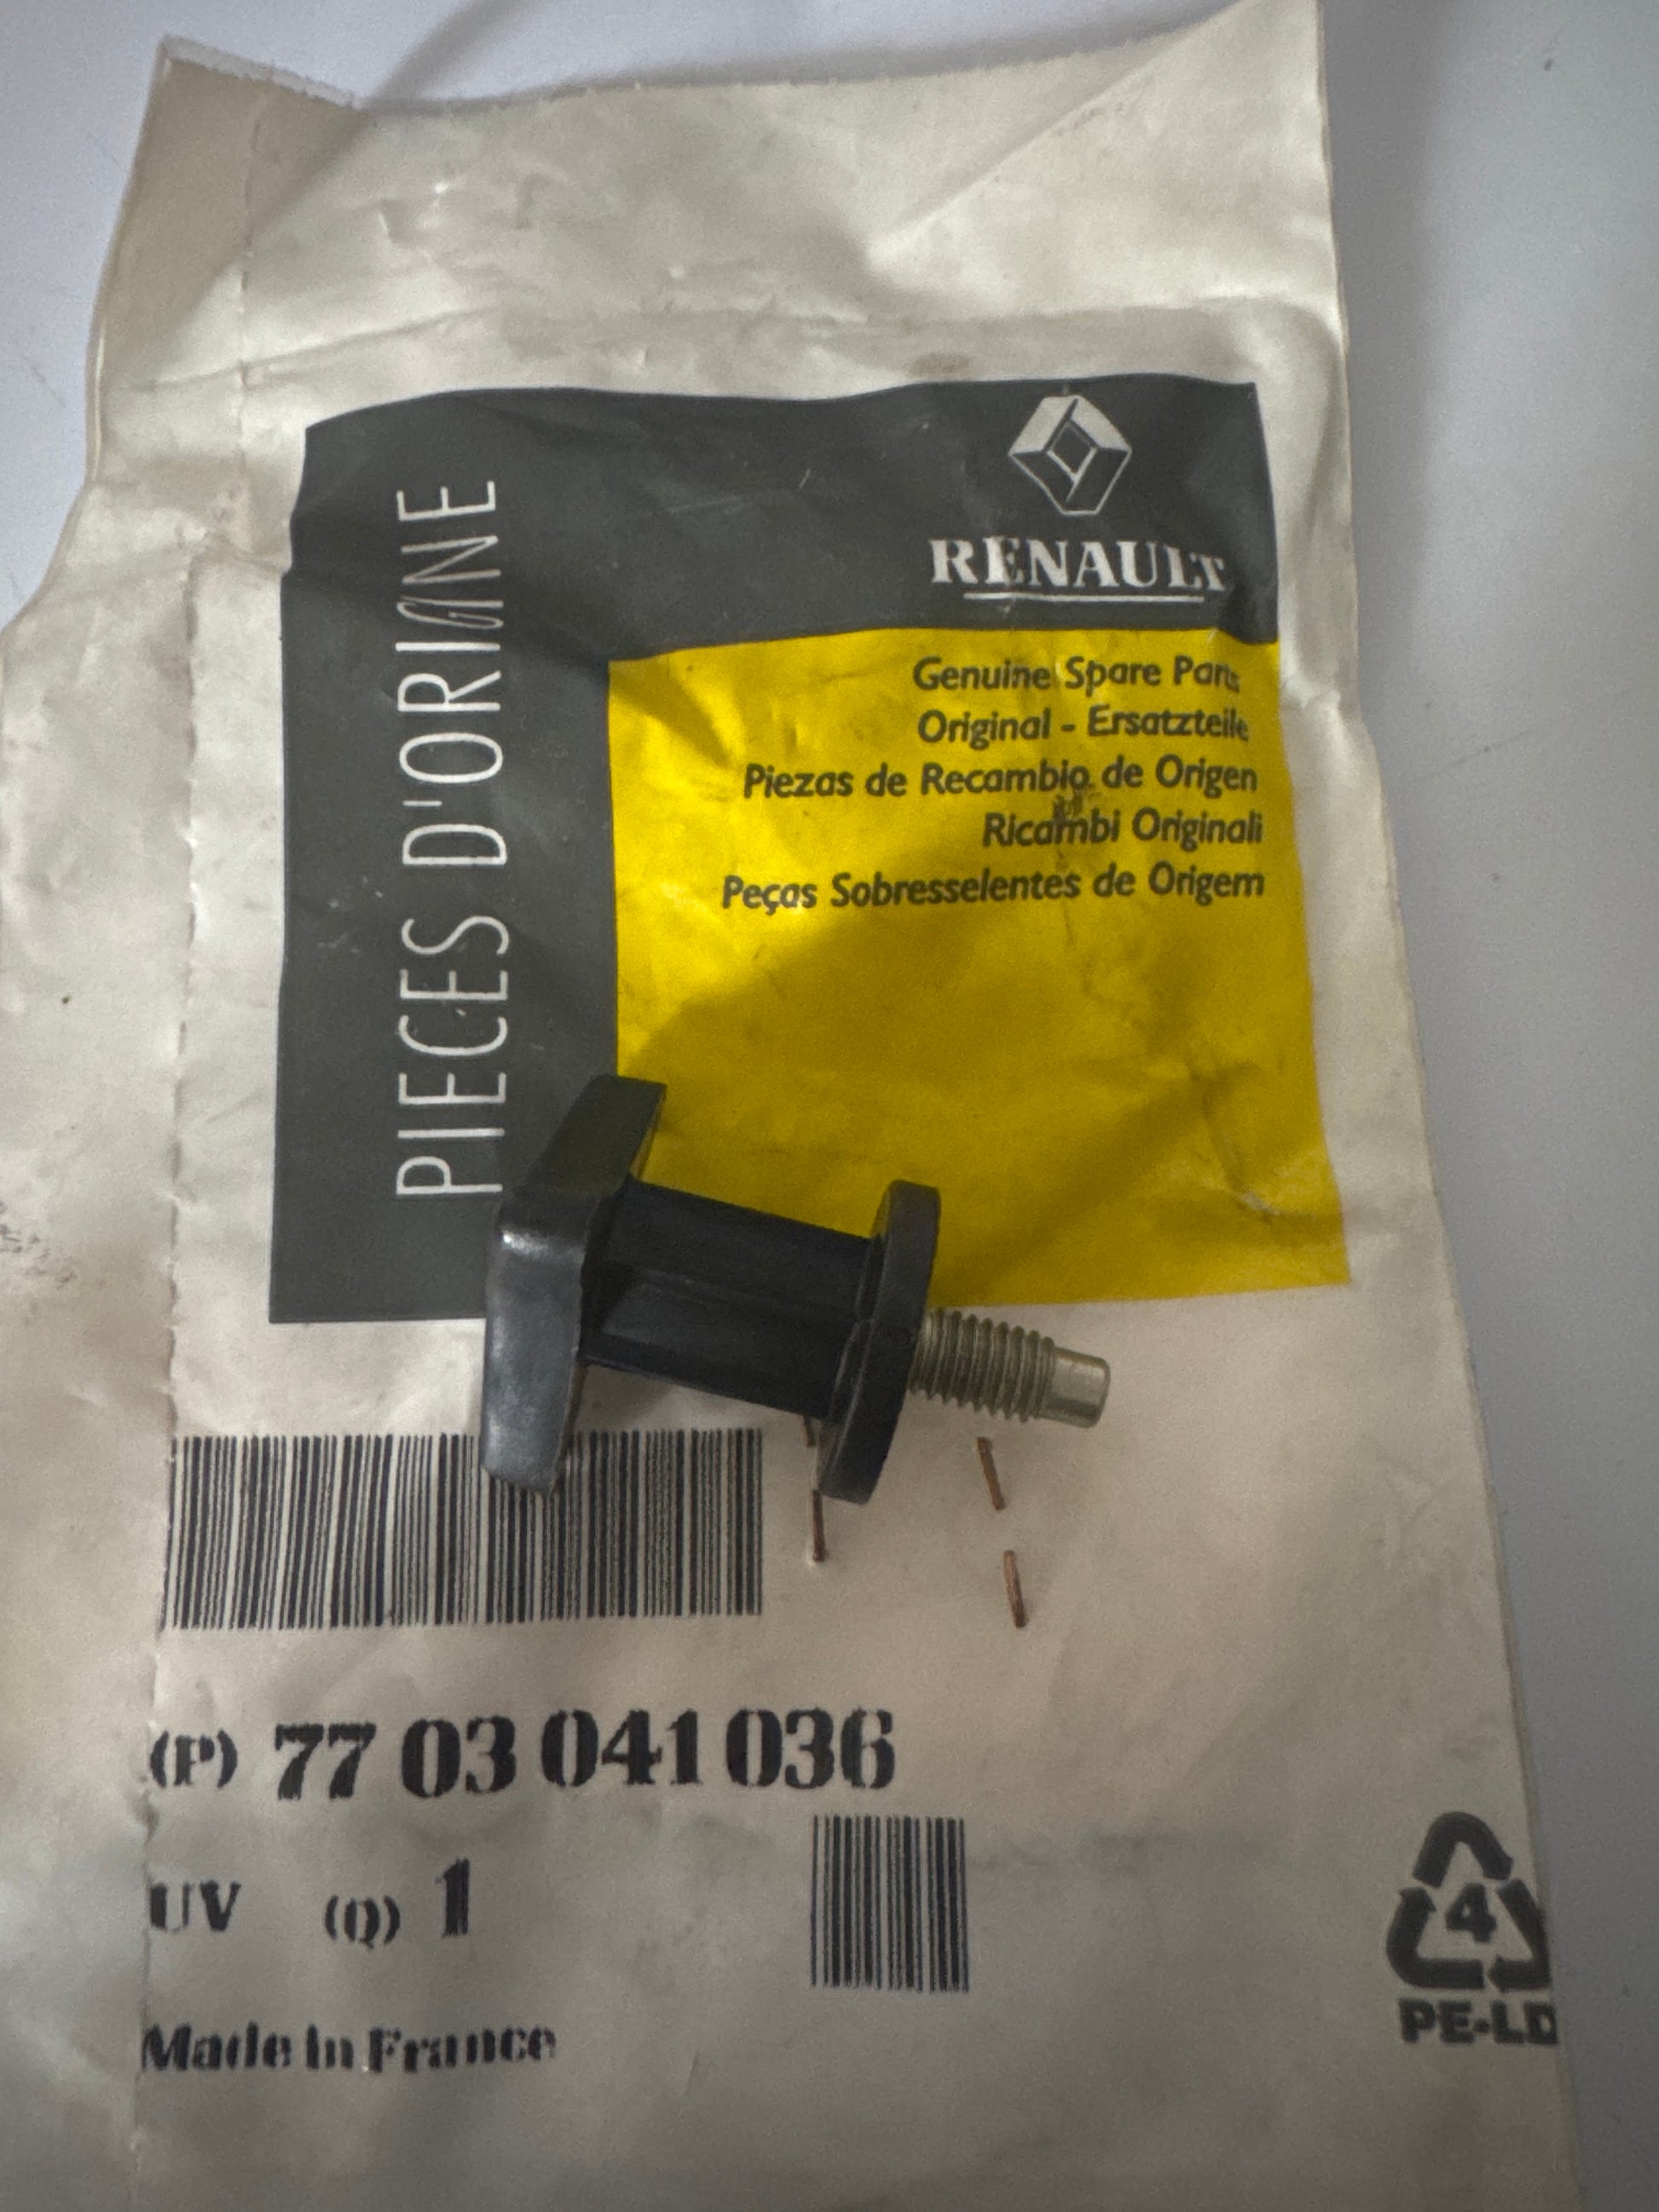 PIECES D'ORIGINE
RENAULT
Genuine Spare Parts
Original - Ersatzteile
Piezas de Recambio de Origen
Ricambi Originali
Peças Sobresselentes de Origem
(P) 77 03 041 036
UV (Q) 1
Made in France
4
PE-LD